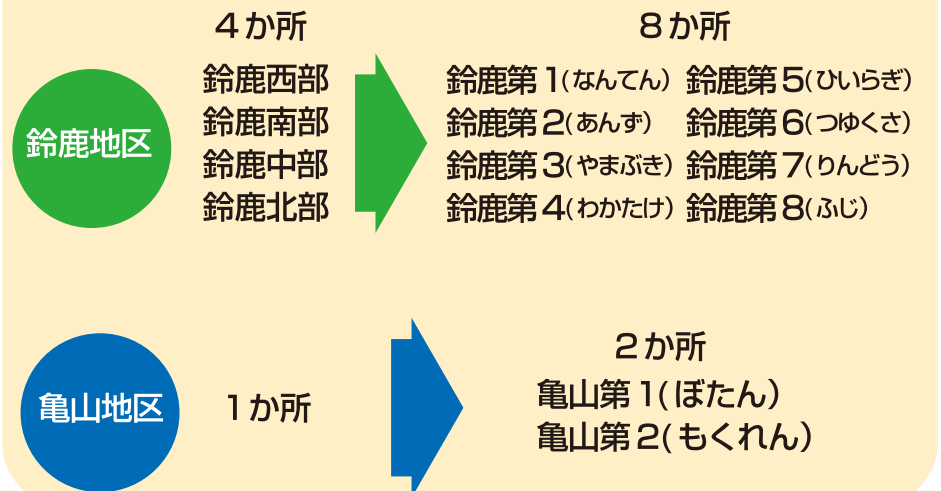 4か所
8か所
鈴鹿地区
鈴鹿西部
鈴鹿南部
鈴鹿中部
鈴鹿北部
鈴鹿第1(なんてん)
鈴鹿第2(あんず)
鈴鹿第3(やまぶき)
鈴鹿第4(わかたけ)
鈴鹿第5(ひいらぎ)
鈴鹿第6(つゆくさ)
鈴鹿第7(りんどう)
鈴鹿第8(ふじ)
亀山地区
1か所
2か所
亀山第1(ぼたん)
亀山第2(もくれん)